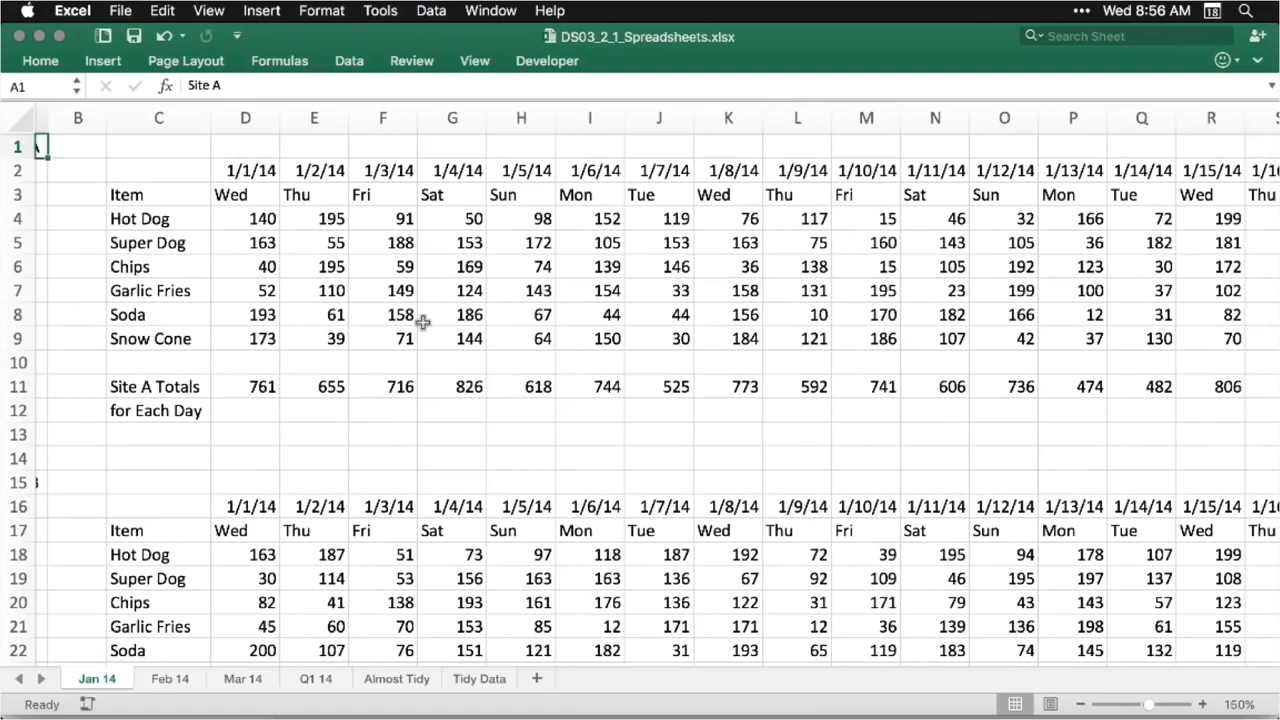 Excel File Edit View Insert Format Tools Data Window Help ••• Wed 8:56 AM 18
DS03_2_1_Spreadsheets.xlsx Search Sheet
Home Insert Page Layout Formulas Data Review View Developer
A1 fx Site A
B C D E F G H I J K L M N O P Q R
1
2 1/1/14 1/2/14 1/3/14 1/4/14 1/5/14 1/6/14 1/7/14 1/8/14 1/9/14 1/10/14 1/11/14 1/12/14 1/13/14 1/14/14 1/15/14
3 Item Wed Thu Fri Sat Sun Mon Tue Wed Thu Fri Sat Sun Mon Tue Wed Thu
4 Hot Dog 140 195 91 50 98 152 119 76 117 15 46 32 166 72 199
5 Super Dog 163 55 188 153 172 105 153 163 75 160 143 105 36 182 181
6 Chips 40 195 59 169 74 139 146 36 138 15 105 192 123 30 172
7 Garlic Fries 52 110 149 124 143 154 33 158 131 195 23 199 100 37 102
8 Soda 193 61 158 186 67 44 44 156 10 170 182 166 12 31 82
9 Snow Cone 173 39 71 144 64 150 30 184 121 186 107 42 37 130 70
10
11 Site A Totals 761 655 716 826 618 744 525 773 592 741 606 736 474 482 806
12 for Each Day
13
14
15
16 1/1/14 1/2/14 1/3/14 1/4/14 1/5/14 1/6/14 1/7/14 1/8/14 1/9/14 1/10/14 1/11/14 1/12/14 1/13/14 1/14/14 1/15/14
17 Item Wed Thu Fri Sat Sun Mon Tue Wed Thu Fri Sat Sun Mon Tue Wed Thu
18 Hot Dog 163 187 51 73 97 118 187 192 72 39 195 94 178 107 199
19 Super Dog 30 114 53 156 163 163 136 67 92 109 46 195 197 137 108
20 Chips 82 41 138 193 161 176 136 122 31 171 79 43 143 57 123
21 Garlic Fries 45 60 70 153 85 12 171 171 12 36 139 136 198 61 155
22 Soda 200 107 76 151 121 182 31 193 65 119 183 74 145 132 119
Jan 14 Feb 14 Mar 14 Q1 14 Almost Tidy Tidy Data +
Ready 150%